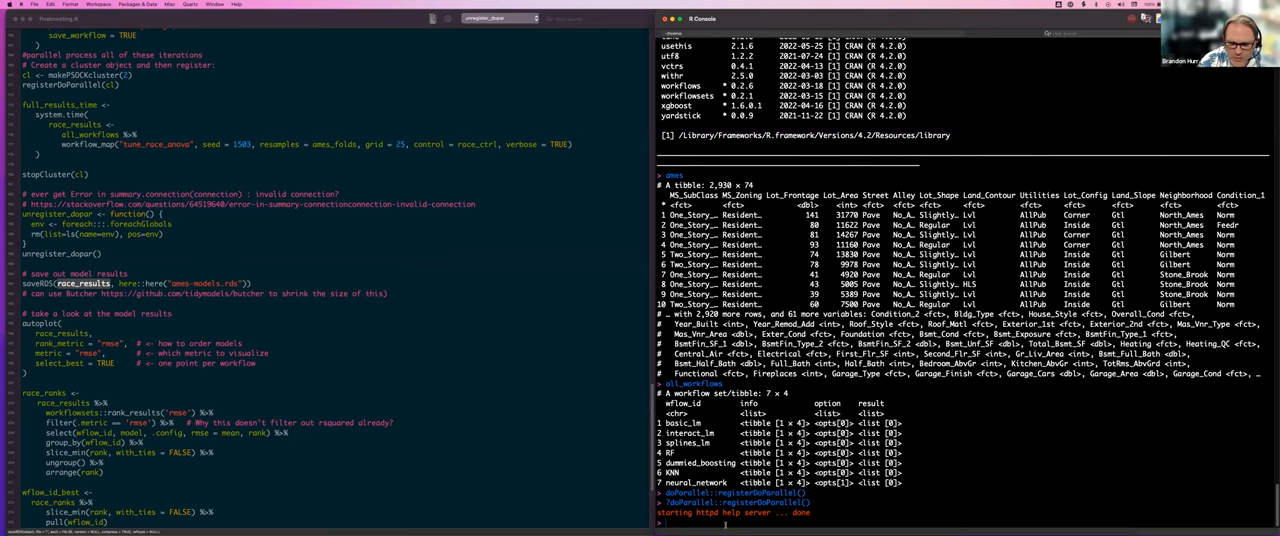 R File Edit View Workspace Packages & Data Misc Quartz Window Help
finalmeeting.R
unregister_dopar
save_workflow = TRUE
)
#parallel process all of these iterations
# Create a cluster object and then register:
cl <- makePSOCKcluster(2)
registerDoParallel(cl)
full_results_time <-
system.time(
race_results <-
all_workflows %>%
workflow_map("tune_race_anova", seed = 1503, resamples = ames_folds, grid = 25, control = race_ctrl, verbose = TRUE)
)
stopCluster(cl)
# ever get Error in summary.connection(connection) : invalid connection?
# https://stackoverflow.com/questions/64519640/error-in-summary-connectionconnection-invalid-connection
unregister_dopar <- function() {
env <- foreach:::.foreachGlobals
rm(list=ls(name=env), pos=env)
}
unregister_dopar()
# save out model results
saveRDS(race_results, here::here("ames-models.rds"))
# can use Butcher https://github.com/tidymodels/butcher to shrink the size of this)
# take a look at the model results
autoplot(
race_results,
rank_metric = "rmse", # <- how to order models
metric = "rmse", # <- which metric to visualize
select_best = TRUE # <- one point per workflow
)
race_ranks <-
race_results %>%
workflowsets::rank_results('rmse') %>%
filter(.metric == 'rmse') %>% # Why this doesn't filter out rsquared already?
select(wflow_id, model, .config, rmse = mean, rank) %>%
group_by(wflow_id) %>%
slice_min(rank, with_ties = FALSE) %>%
ungroup() %>%
arrange(rank)
wflow_id_best <-
race_ranks %>%
slice_min(rank, with_ties = FALSE) %>%
pull(wflow_id)
R Console
usethis 2.1.6 2022-05-25 [1] CRAN (R 4.2.0)
utf8 1.2.2 2021-07-24 [1] CRAN (R 4.2.0)
vctrs 0.4.1 2022-04-13 [1] CRAN (R 4.2.0)
withr 2.5.0 2022-03-03 [1] CRAN (R 4.2.0)
workflows * 0.2.6 2022-03-18 [1] CRAN (R 4.2.0)
workflowsets * 0.2.1 2022-03-15 [1] CRAN (R 4.2.0)
xgboost * 1.6.0.1 2022-04-16 [1] CRAN (R 4.2.0)
yardstick * 0.0.9 2021-11-22 [1] CRAN (R 4.2.0)
[1] /Library/Frameworks/R.framework/Versions/4.2/Resources/library
> ames
# A tibble: 2,930 × 74
MS_SubClass MS_Zoning Lot_Frontage Lot_Area Street Alley Lot_Shape Land_Contour Utilities Lot_Config Land_Slope Neighborhood Condition_1
* <fct> <fct> <dbl> <int> <fct> <fct> <fct> <fct> <fct> <fct> <fct> <fct> <fct>
1 One_Story_… Resident… 141 31770 Pave No_A… Slightly… Lvl AllPub Corner Gtl North_Ames Norm
2 One_Story_… Resident… 80 11622 Pave No_A… Regular Lvl AllPub Inside Gtl North_Ames Feedr
3 One_Story_… Resident… 81 14267 Pave No_A… Slightly… Lvl AllPub Corner Gtl North_Ames Norm
4 One_Story_… Resident… 93 11160 Pave No_A… Regular Lvl AllPub Corner Gtl North_Ames Norm
5 Two_Story_… Resident… 74 13830 Pave No_A… Slightly… Lvl AllPub Inside Gtl Gilbert Norm
6 Two_Story_… Resident… 78 9978 Pave No_A… Slightly… Lvl AllPub Inside Gtl Gilbert Norm
7 One_Story_… Resident… 41 4920 Pave No_A… Regular Lvl AllPub Inside Gtl Stone_Brook Norm
8 One_Story_… Resident… 43 5005 Pave No_A… Slightly… HLS AllPub Inside Gtl Stone_Brook Norm
9 One_Story_… Resident… 39 5389 Pave No_A… Slightly… Lvl AllPub Inside Gtl Stone_Brook Norm
10 Two_Story_… Resident… 60 7500 Pave No_A… Regular Lvl AllPub Inside Gtl Gilbert Norm
# … with 2,920 more rows, and 61 more variables: Condition_2 <fct>, Bldg_Type <fct>, House_Style <fct>, Overall_Cond <fct>,
# Year_Built <int>, Year_Remod_Add <int>, Roof_Style <fct>, Roof_Matl <fct>, Exterior_1st <fct>, Exterior_2nd <fct>, Mas_Vnr_Type <fct>,
# Mas_Vnr_Area <dbl>, Exter_Cond <fct>, Foundation <fct>, Bsmt_Cond <fct>, Bsmt_Exposure <fct>, BsmtFin_Type_1 <fct>,
# BsmtFin_SF_1 <dbl>, BsmtFin_Type_2 <fct>, BsmtFin_SF_2 <dbl>, Bsmt_Unf_SF <dbl>, Total_Bsmt_SF <dbl>, Heating <fct>, Heating_QC <fct>,
# Central_Air <fct>, Electrical <fct>, First_Flr_SF <int>, Second_Flr_SF <int>, Gr_Liv_Area <int>, Bsmt_Full_Bath <dbl>,
# Bsmt_Half_Bath <dbl>, Full_Bath <int>, Half_Bath <int>, Bedroom_AbvGr <int>, Kitchen_AbvGr <int>, TotRms_AbvGrd <int>,
# Functional <fct>, Fireplaces <int>, Garage_Type <fct>, Garage_Finish <fct>, Garage_Cars <dbl>, Garage_Area <dbl>, Garage_Cond <fct>, …
> all_workflows
# A workflow set/tibble: 7 × 4
wflow_id info option result
<chr> <list> <list> <list>
1 basic_lm <tibble [1 × 4]> <opts[0]> <list [0]>
2 interact_lm <tibble [1 × 4]> <opts[0]> <list [0]>
3 splines_lm <tibble [1 × 4]> <opts[0]> <list [0]>
4 RF <tibble [1 × 4]> <opts[0]> <list [0]>
5 dummied_boosting <tibble [1 × 4]> <opts[0]> <list [0]>
6 KNN <tibble [1 × 4]> <opts[0]> <list [0]>
7 neural_network <tibble [1 × 4]> <opts[1]> <list [0]>
> doParallel::registerDoParallel()
> ?doParallel::registerDoParallel()
starting httpd help server ... done
>